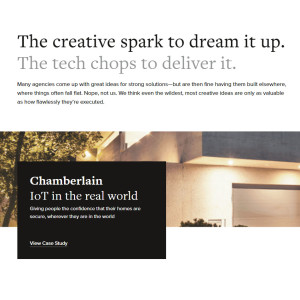 The creative spark to dream it up.
The tech chops to deliver it.
Many agencies come up with great ideas for strong solutions—but are then fine having them built elsewhere,
where things often fall flat. Nope, not us. We think even the wildest, most creative ideas are only as valuable
as how flawlessly they're executed.
Chamberlain
IoT in the real world
Giving people the confidence that their homes are
secure, wherever they are in the world
View Case Study